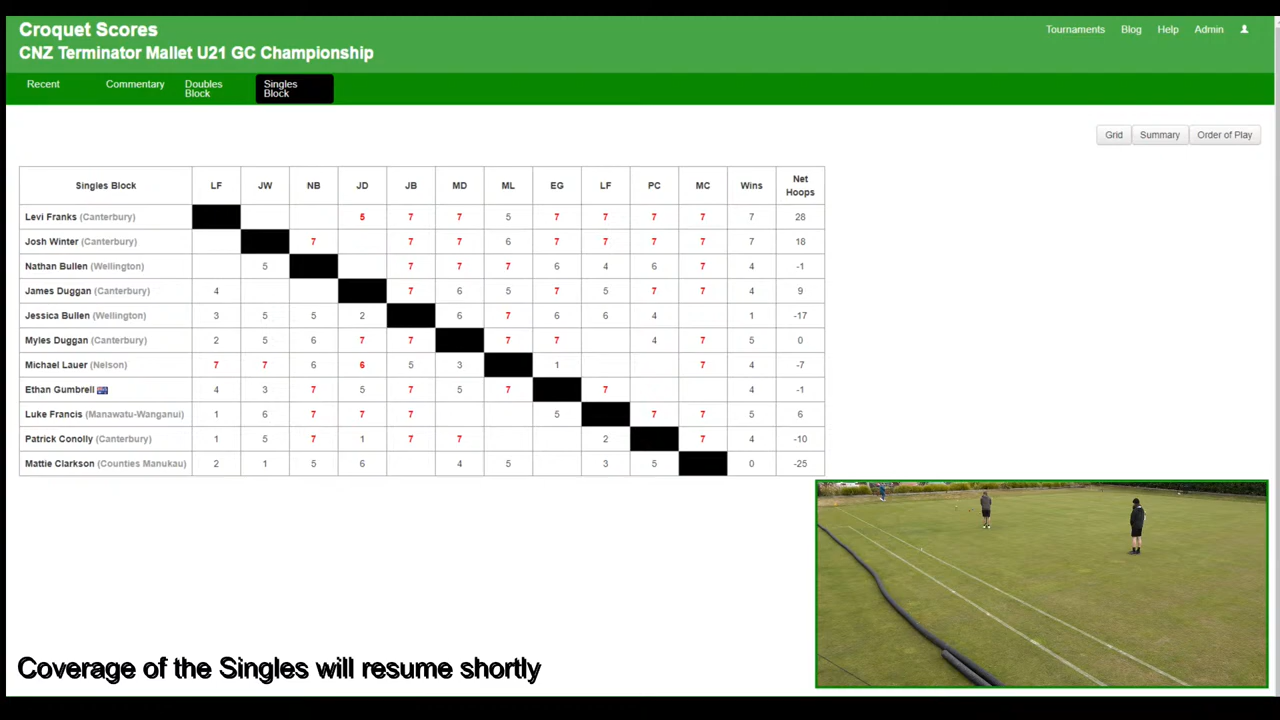 Croquet Scores
Tournaments Blog Help Admin
CNZ Terminator Mallet U21 GC Championship
Recent Commentary Doubles Block Singles Block
Grid Summary Order of Play
Singles Block LF JW NB JD JB MD ML EG LF PC MC Wins Net Hoops
Levi Franks (Canterbury) 5 7 7 5 7 7 7 7 7 28
Josh Winter (Canterbury) 7 7 7 6 7 7 7 7 7 18
Nathan Bullen (Wellington) 5 7 7 7 6 4 6 7 4 -1
James Duggan (Canterbury) 4 7 6 5 7 5 7 7 4 9
Jessica Bullen (Wellington) 3 5 5 2 6 7 6 6 4 1 -17
Myles Duggan (Canterbury) 2 5 6 7 7 7 7 4 7 5 0
Michael Lauer (Nelson) 7 7 6 6 5 3 1 7 4 -7
Ethan Gumbrell 4 3 7 5 7 5 7 7 4 -1
Luke Francis (Manawatu-Wanganui) 1 6 7 7 7 5 7 7 5 6
Patrick Conolly (Canterbury) 1 5 7 1 7 7 2 7 4 -10
Mattie Clarkson (Counties Manukau) 2 1 5 6 4 5 3 5 0 -25
Coverage of the Singles will resume shortly